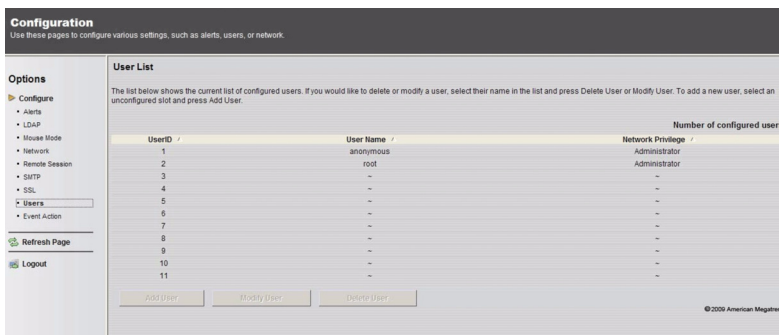 Configuration
Use these pages to configure various settings, such as alerts, users, or network.
Options
Configure
Alerts
LDAP
Mouse Mode
Network
Remote Session
SMTP
SSL
Users
Event Action
Refresh Page
Logout
User List
The list below shows the current list of configured users. If you would like to delete or modify a user, select their name in the list and press Delete User or Modify User. To add a new user, select an
unconfigured slot and press Add User.
Number of configured user
UserID User Name Network Privilege
1 anonymous Administrator
2 root Administrator
3 ~ ~
4 ~ ~
5 ~ ~
6 ~ ~
7 ~ ~
8 ~ ~
9 ~ ~
10 ~ ~
11 ~ ~
Add User Modify User Delete User
©2009 American Megatre